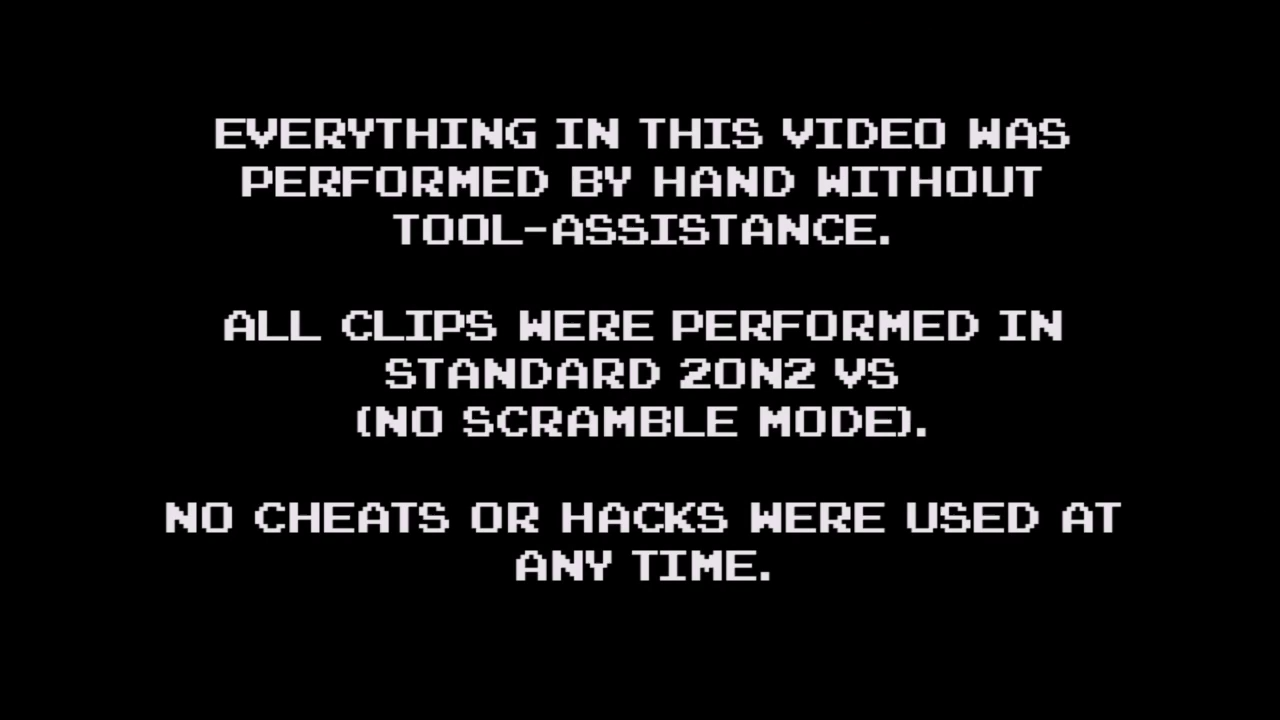 EVERYTHING IN THIS VIDEO WAS
PERFORMED BY HAND WITHOUT
TOOL-ASSISTANCE.
ALL CLIPS WERE PERFORMED IN
STANDARD 2ON2 VS
(NO SCRAMBLE MODE).
NO CHEATS OR HACKS WERE USED AT
ANY TIME.